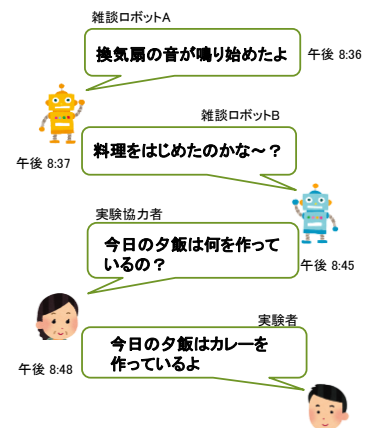 雑談ロボットA
換気扇の音が鳴り始めたよ
午後 8:36
雑談ロボットB
料理をはじめたのかな～？
午後 8:37
実験協力者
今日の夕飯は何を作って
いるの？
午後 8:45
実験者
今日の夕飯はカレーを
作っているよ
午後 8:48